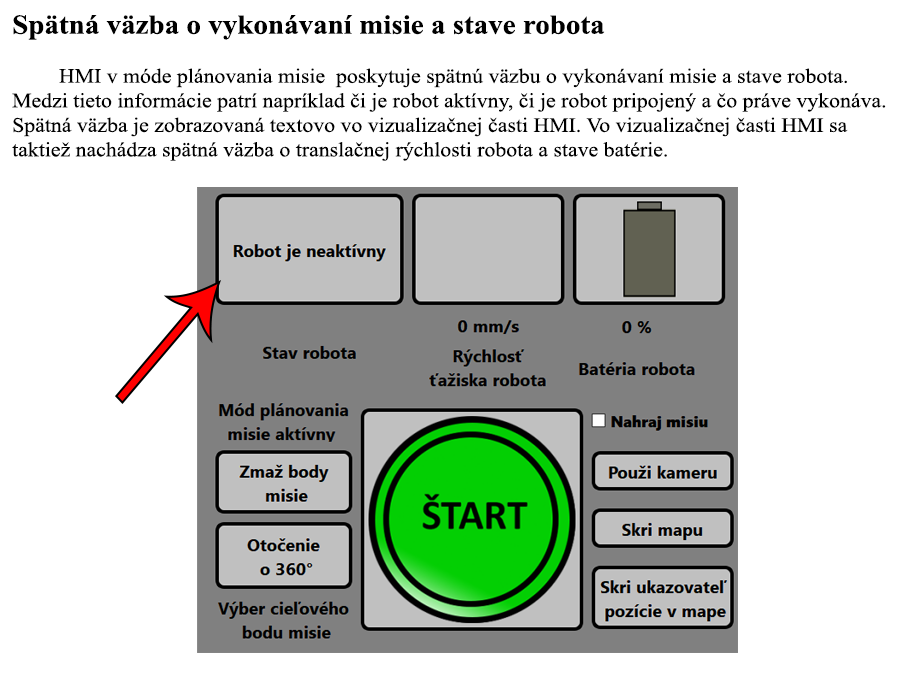 Spätná väzba o vykonávaní misie a stave robota
HMI v móde plánovania misie poskytuje spätnú väzbu o vykonávaní misie a stave robota.
Medzi tieto informácie patrí napríklad či je robot aktívny, či je robot pripojený a čo práve vykonáva.
Spätná väzba je zobrazovaná textovo vo vizualizačnej časti HMI. Vo vizualizačnej časti HMI sa
taktiež nachádza spätná väzba o translačnej rýchlosti robota a stave batérie.
Robot je neaktívny
0 mm/s
0 %
Stav robota
Rýchlosť
ťažiska robota
Batéria robota
Mód plánovania
misie aktívny
Nahraj misiu
Zmaž body
misie
ŠTART
Použi kameru
Otočenie
o 360°
Skri mapu
Skri ukazovateľ
pozície v mape
Výber cieľového
bodu misie